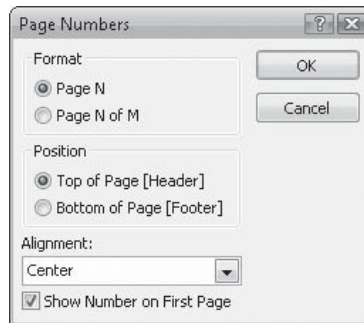 Page Numbers
Format
Page N
Page N of M
Position
Top of Page [Header]
Bottom of Page [Footer]
Alignment:
Center
Show Number on First Page
OK
Cancel